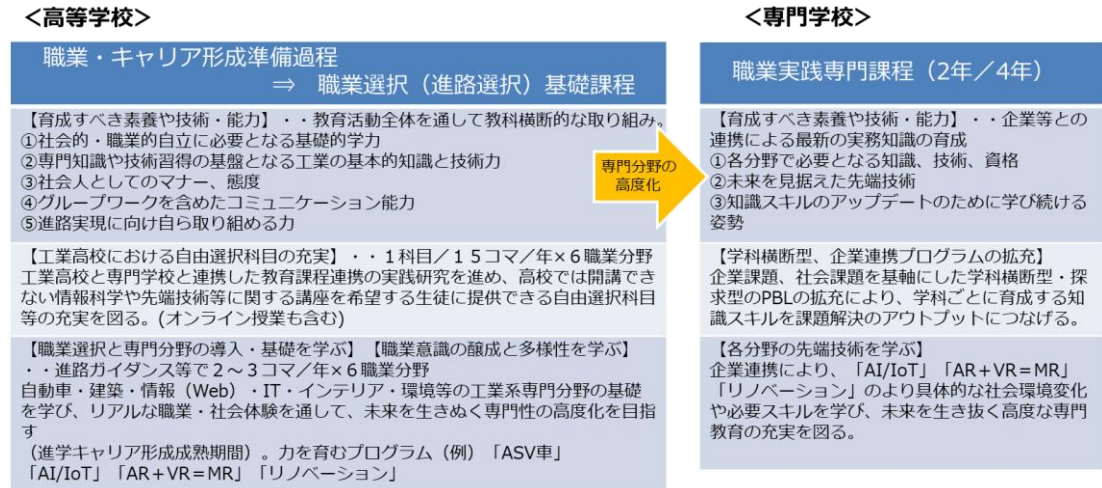 <高等学校>
職業・キャリア形成準備過程
⇒ 職業選択（進路選択）基礎課程
【育成すべき素養や技術・能力】・・教育活動全体を通して教科横断的な取り組み。
①社会的・職業的自立に必要となる基礎的学力
②専門知識や技術習得の基盤となる工業の基本的知識と技術力
③社会人としてのマナー、態度
④グループワークを含めたコミュニケーション能力
⑤進路実現に向け自ら取り組める力
【工業高校における自由選択科目の充実】・・１科目／１５コマ／年×６職業分野
工業高校と専門学校と連携した教育課程連携の実践研究を進め、高校では開講でき
ない情報科学や先端技術等に関する講座を希望する生徒に提供できる自由選択科目
等の充実を図る。(オンライン授業も含む)
【職業選択と専門分野の導入・基礎を学ぶ】【職業意識の醸成と多様性を学ぶ】
・・進路ガイダンス等で２～３コマ/年×６職業分野
自動車・建築・情報（Web）・IT・インテリア・環境等の工業系専門分野の基礎
を学び、リアルな職業・社会体験を通して、未来を生きぬく専門性の高度化を目指
す
（進学キャリア形成成熟期間）。力を育むプログラム（例）「ASV車」
「AI/IoT」「AR＋VR＝MR」「リノベーション」
専門分野の
高度化
<専門学校>
職業実践専門課程（2年／4年）
【育成すべき素養や技術・能力】・・企業等との
連携による最新の実務知識の育成
①各分野で必要となる知識、技術、資格
②未来を見据えた先端技術
③知識スキルのアップデートのために学び続ける
姿勢
【学科横断型、企業連携プログラムの拡充】
企業課題、社会課題を基軸にした学科横断型・探
求型のPBLの拡充により、学科ごとに育成する知
識スキルを課題解決のアウトプットにつなげる。
【各分野の先端技術を学ぶ】
企業連携により、「AI/IoT」「AR+VR=MR」
「リノベーション」のより具体的な社会環境変化
や必要スキルを学び、未来を生き抜く高度な専門
教育の充実を図る。